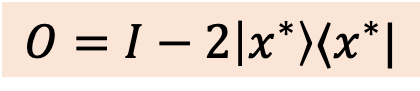 O = I − 2|x*⟩⟨x*|